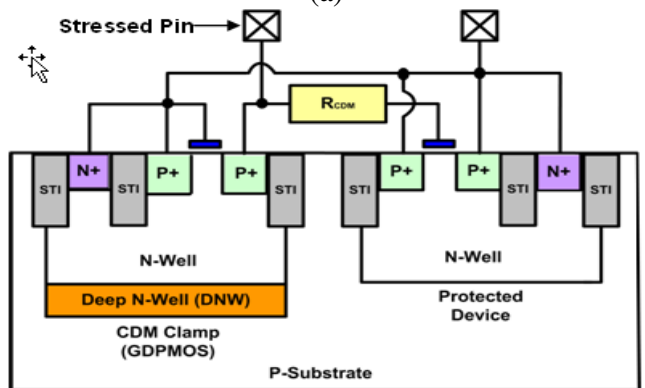 (a)
Stressed Pin
RCDM
STI
N+
STI
P+
P+
STI
STI
P+
P+
STI
N+
STI
N-Well
N-Well
Deep N-Well (DNW)
CDM Clamp
(GDPMOS)
Protected
Device
P-Substrate